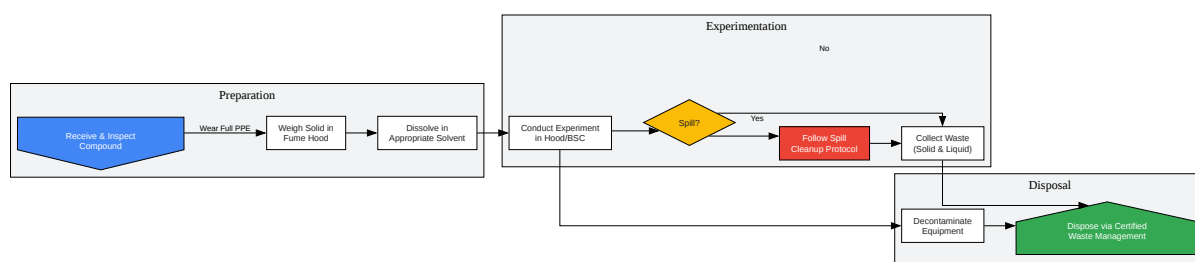 Preparation
Receive & Inspect
Compound
Wear Full PPE
Weigh Solid in
Fume Hood
Dissolve in
Appropriate Solvent
Experimentation
No
Conduct Experiment
in Hood/BSC
Spill?
Yes
Follow Spill
Cleanup Protocol
Collect Waste
(Solid & Liquid)
Disposal
Decontaminate
Equipment
Dispose via Certified
Waste Management